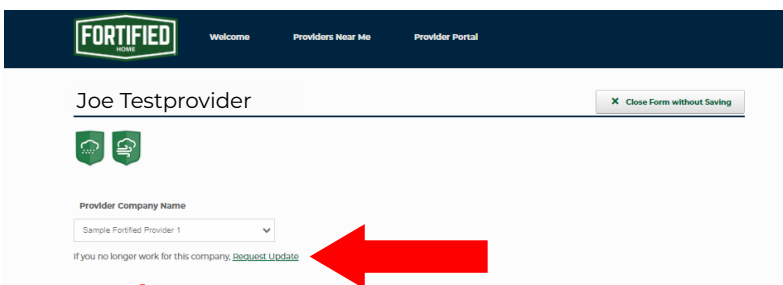 FORTIFIED
HOME
Welcome Providers Near Me Provider Portal
Joe Testprovider
X Close Form without Saving
Provider Company Name
Sample Fortified Provider 1
If you no longer work for this company, Request Update